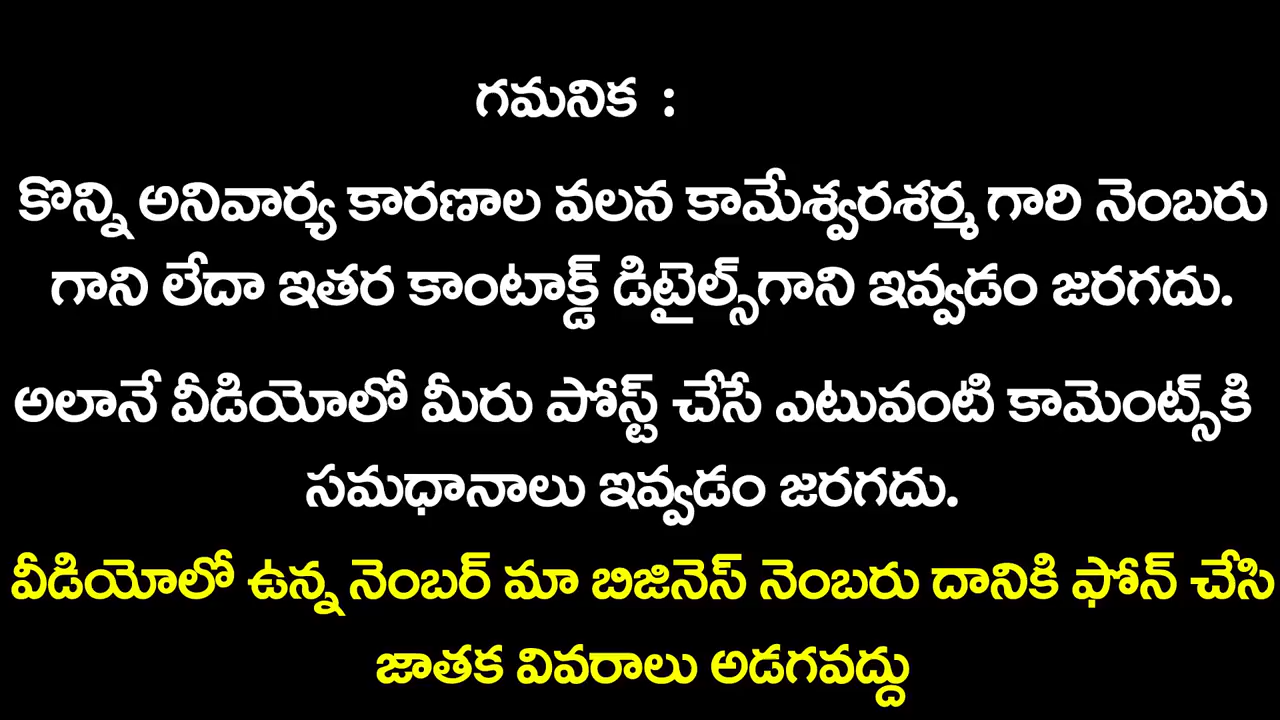 గమనిక :
కొన్ని అనివార్య కారణాల వలన కామేశ్వరశర్మ గారి నెంబరు
గాని లేదా ఇతర కాంటాక్ట్ డిటైల్స్‌గాని ఇవ్వడం జరగదు.
అలానే వీడియోలో మీరు పోస్ట్ చేసే ఎటువంటి కామెంట్స్‌కి
సమధానాలు ఇవ్వడం జరగదు.
వీడియోలో ఉన్న నెంబర్ మా బిజినెస్ నెంబరు దానికి ఫోన్ చేసి
జాతక వివరాలు అడగవద్దు